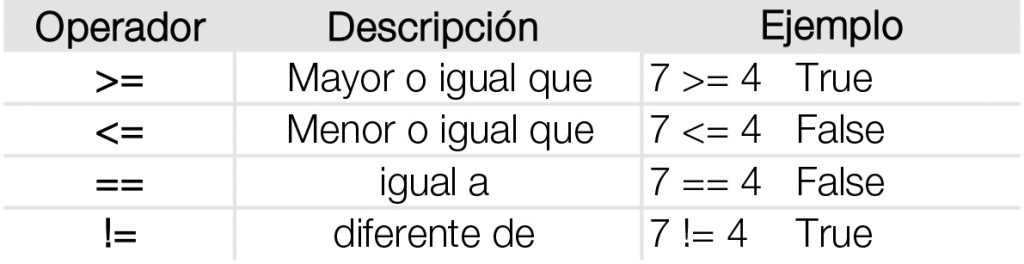 Operador Descripción Ejemplo
>= Mayor o igual que 7 >= 4 True
<= Menor o igual que 7 <= 4 False
== igual a 7 == 4 False
!= diferente de 7 != 4 True